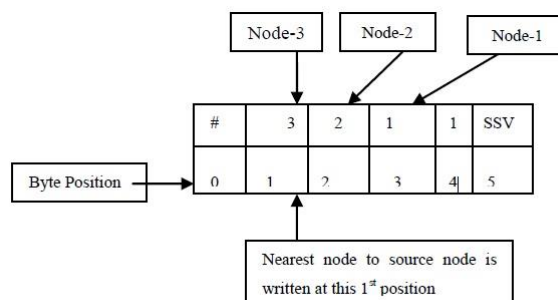 Node-3
Node-2
Node-1
# 3 2 1 1 SSV
Byte Position
0 1 2 3 4 5
Nearest node to source node is
written at this 1st position